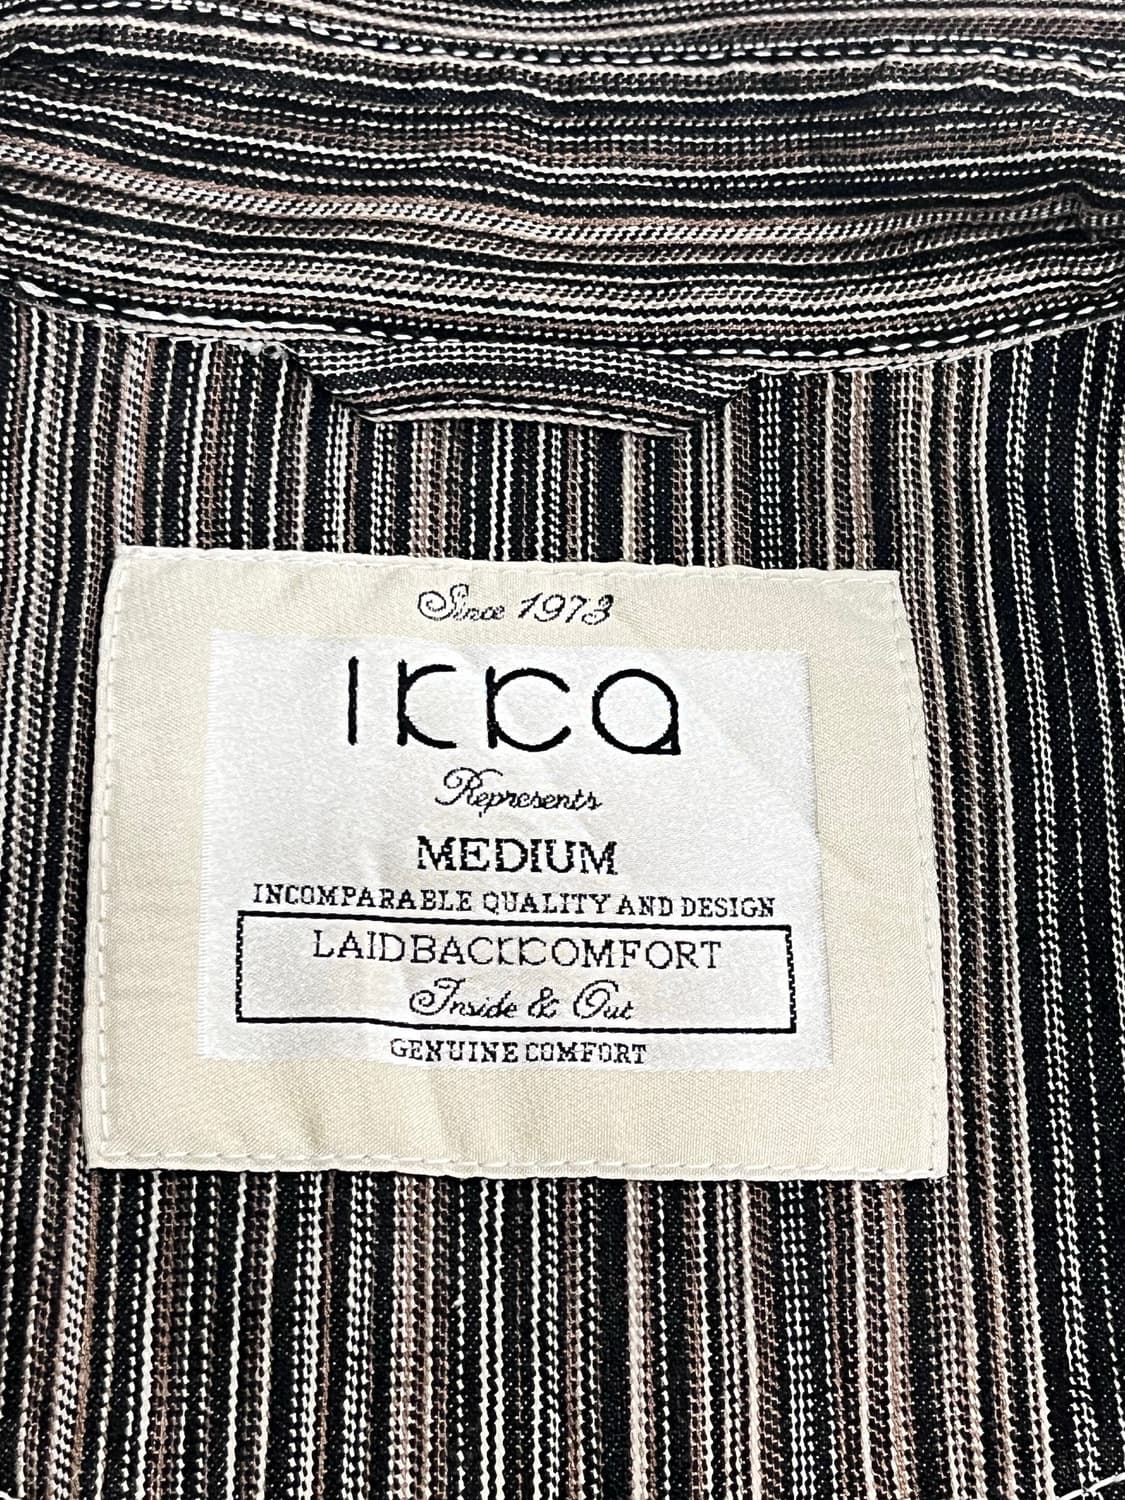 Since 1973
IKKa
Represents
MEDIUM
INCOMPARABLE QUALITY AND DESIGN
LAIDBACKCOMFORT
Inside & Out
GENUINE COMFORT